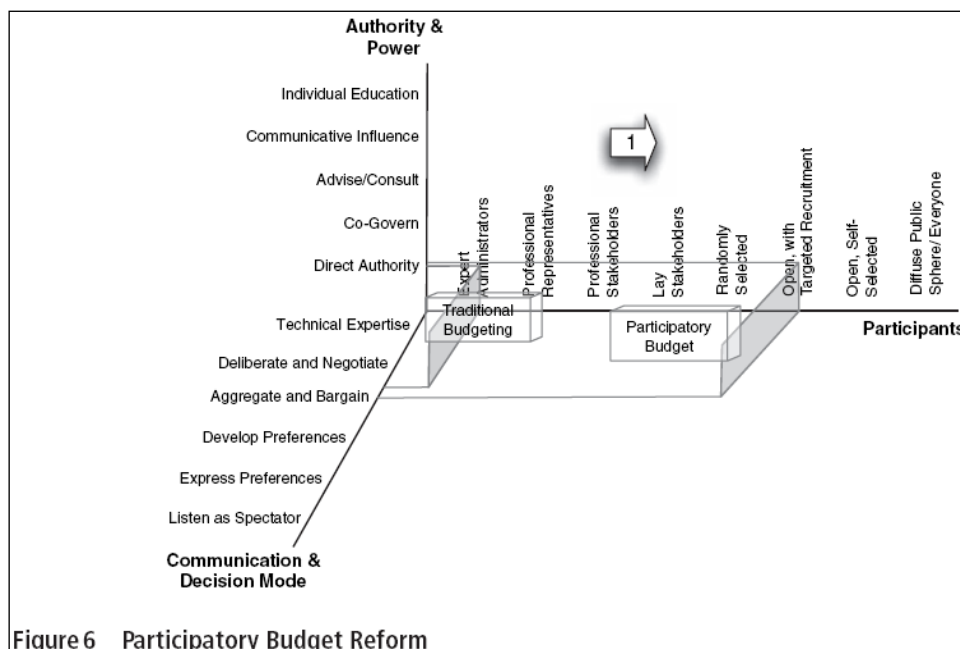 Authority &
Power
Individual Education
Communicative Influence
Advise/Consult
Co-Govern
Direct Authority
1
Expert
Administrators
Professional
Representatives
Professional
Stakeholders
Lay
Stakeholders
Randomly
Selected
Open, with
Targeted Recruitment
Open, Self-
Selected
Diffuse Public
Sphere/ Everyone
Participants
Traditional
Budgeting
Participatory
Budget
Technical Expertise
Deliberate and Negotiate
Aggregate and Bargain
Develop Preferences
Express Preferences
Listen as Spectator
Communication &
Decision Mode
Figure 6 Participatory Budget Reform